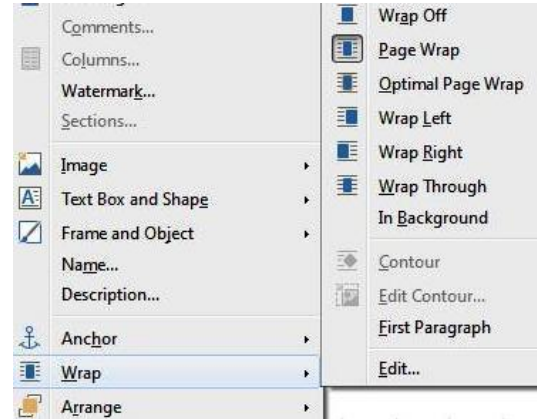 Comments...
Columns...
Watermark...
Sections...
Image
Text Box and Shape
Frame and Object
Name...
Description...
Anchor
Wrap
Arrange
Wrap Off
Page Wrap
Optimal Page Wrap
Wrap Left
Wrap Right
Wrap Through
In Background
Contour
Edit Contour...
First Paragraph
Edit...